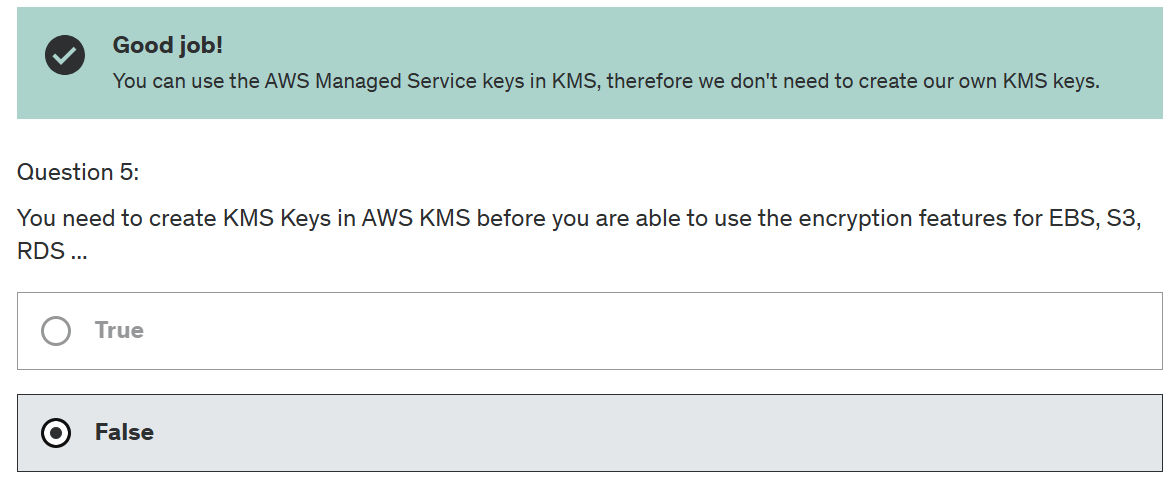 Good job!
You can use the AWS Managed Service keys in KMS, therefore we don't need to create our own KMS keys.
Question 5:
You need to create KMS Keys in AWS KMS before you are able to use the encryption features for EBS, S3,
RDS ...
True
False